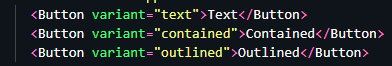 <Button variant="text">Text</Button>
<Button variant="contained">Contained</Button>
<Button variant="outlined">Outlined</Button>